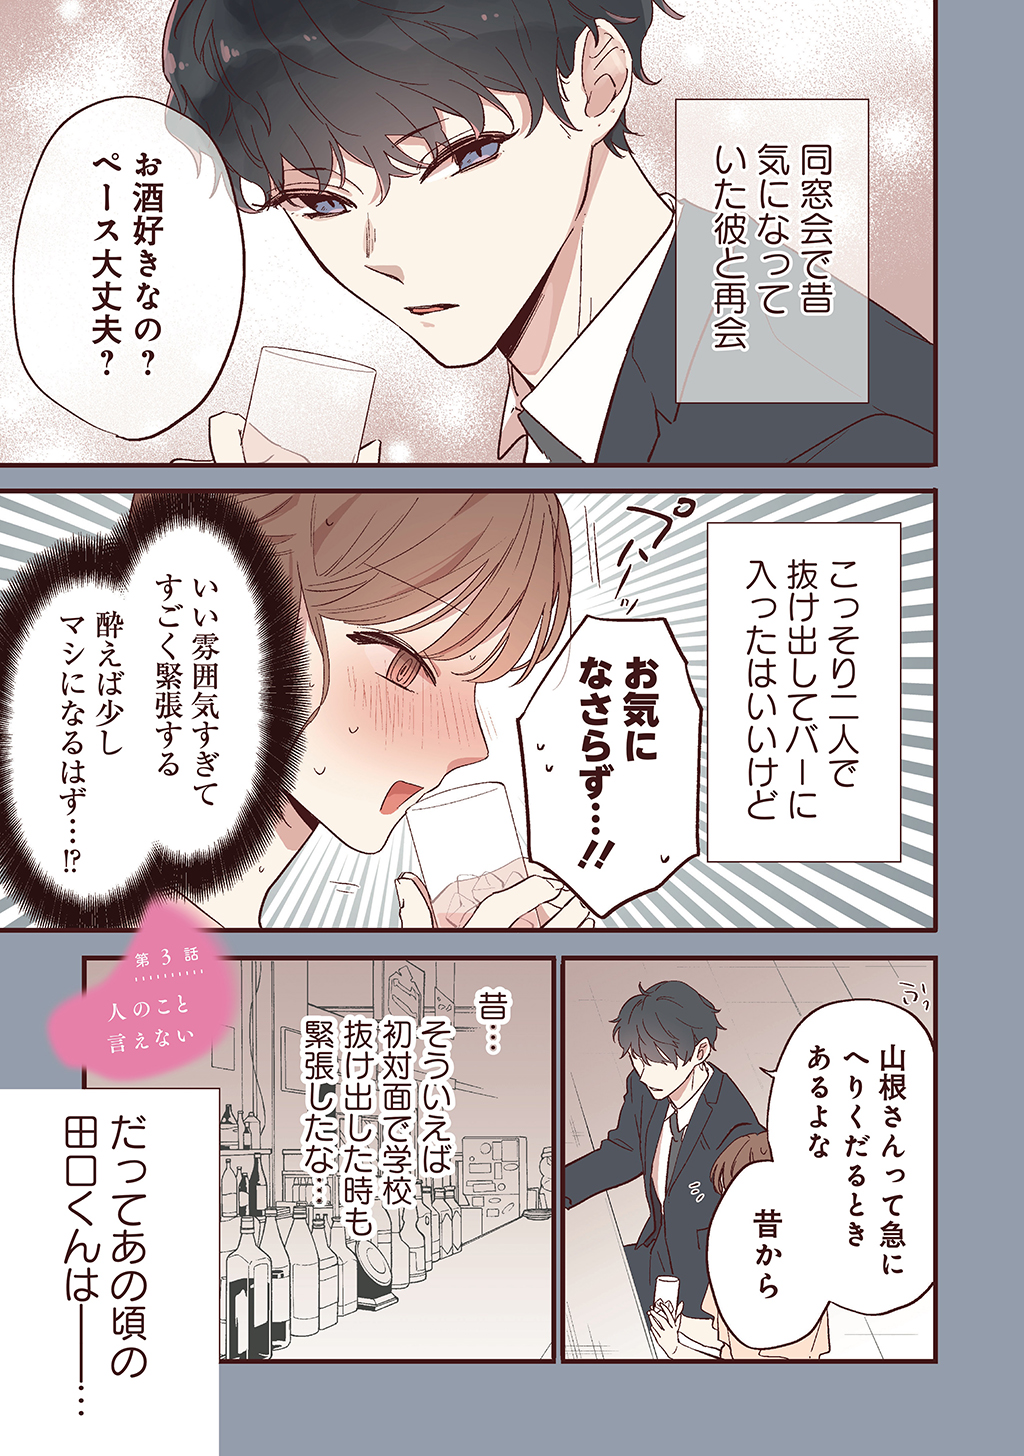 同窓会で昔
気になって
いた彼と再会
お酒好きなの?
ペース大丈夫?
こっそり二人で
抜け出してバーに
入ったはいいけど
プハー
お気に
なさらず…!!
いい雰囲気すぎて
すごく緊張する
酔えば少し
マシになるはず…!?
ふっ
山根さんって急に
へりくだるとき
あるよな
昔から
昔…
そういえば
初対面で学校
抜け出した時も
緊張したな…
第3話
人のこと
言えない
だってあの頃の
田口くんは――…